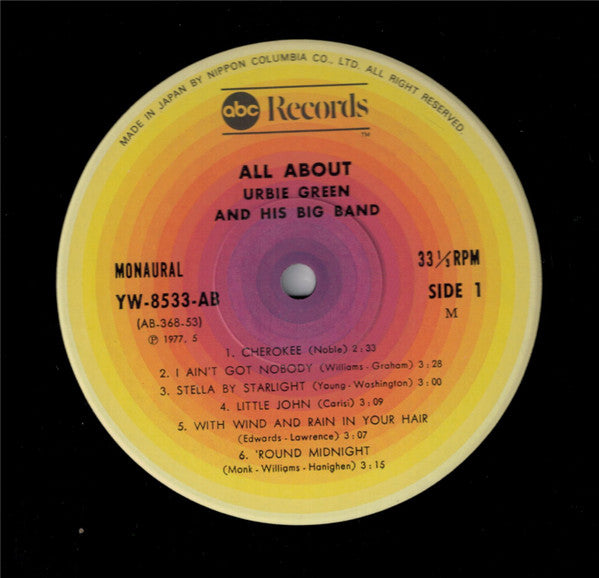 MADE IN JAPAN BY NIPPON COLUMBIA CO., LTD. ALL RIGHT RESERVED
abc Records
TM
ALL ABOUT
URBIE GREEN
AND HIS BIG BAND
MONAURAL
33 1/3 RPM
YW-8533-AB
SIDE 1
(AB-368-53)
M
Ⓟ 1977. 5
1. CHEROKEE (Noble) 2:33
2. I AIN'T GOT NOBODY (Williams-Graham) 3:28
3. STELLA BY STARLIGHT (Young-Washington) 3:00
4. LITTLE JOHN (Carisi) 3:09
5. WITH WIND AND RAIN IN YOUR HAIR
(Edwards-Lawrence) 3:07
6. 'ROUND MIDNIGHT
(Monk-Williams-Hanighen) 3:15